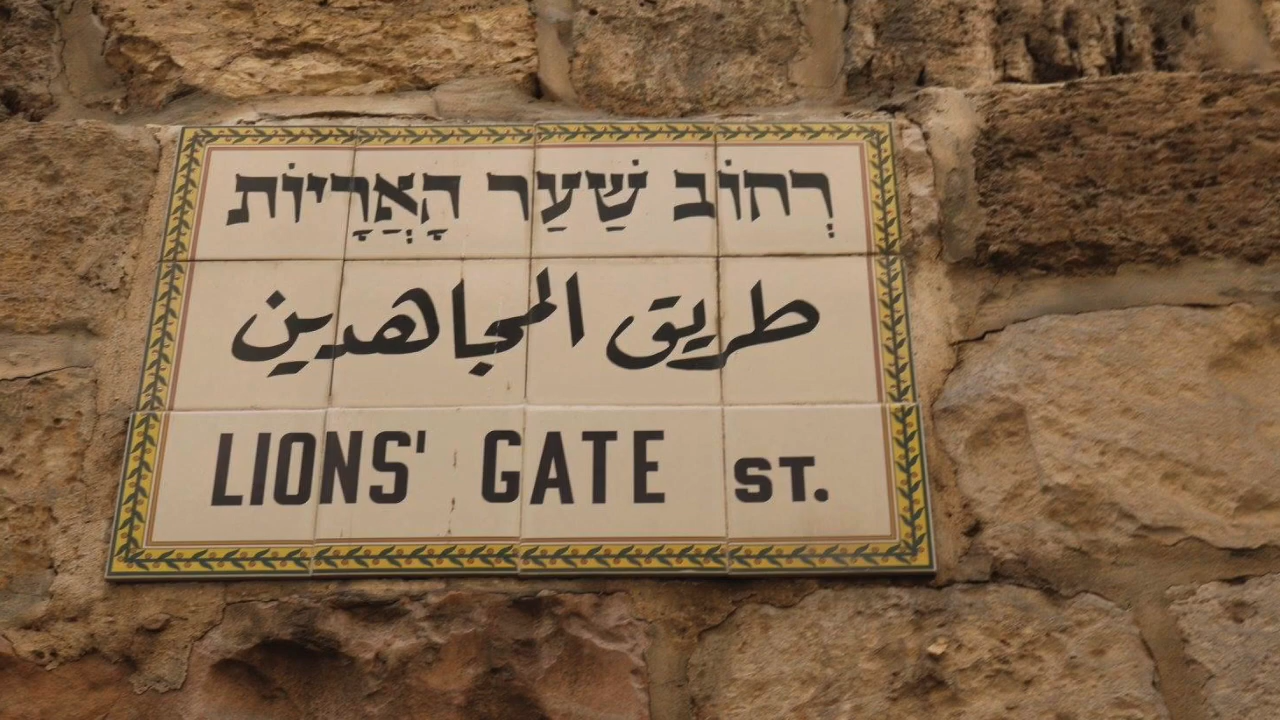 רְחוֹב שַׁעַר הָאֲרָיוֹת
طريق المجاهدين
LIONS' GATE ST.